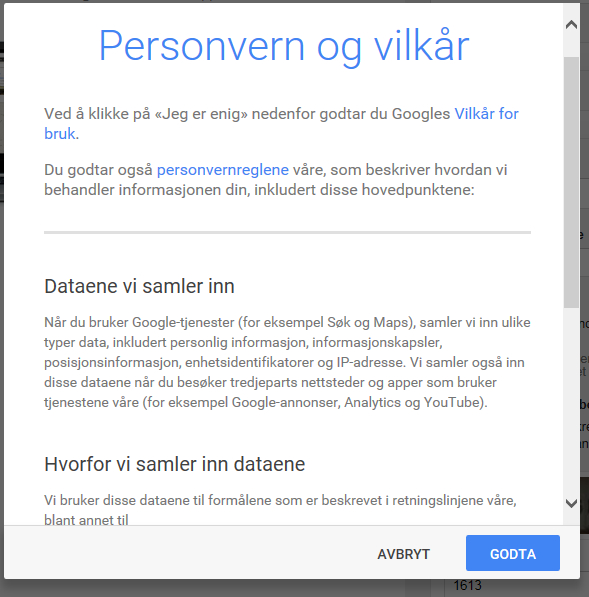 Personvern og vilkår
Ved å klikke på «Jeg er enig» nedenfor godtar du Googles Vilkår for
bruk.
Du godtar også personvernreglene våre, som beskriver hvordan vi
behandler informasjonen din, inkludert disse hovedpunktene:
Dataene vi samler inn
Når du bruker Google-tjenester (for eksempel Søk og Maps), samler vi inn ulike
typer data, inkludert personlig informasjon, informasjonskapsler,
posisjonsinformasjon, enhetsidentifikatorer og IP-adresse. Vi samler også inn
disse dataene når du besøker tredjeparts nettsteder og apper som bruker
tjenestene våre (for eksempel Google-annonser, Analytics og YouTube).
Hvorfor vi samler inn dataene
Vi bruker disse dataene til formålene som er beskrevet i retningslinjene våre,
blant annet til
AVBRYT
GODTA
1613